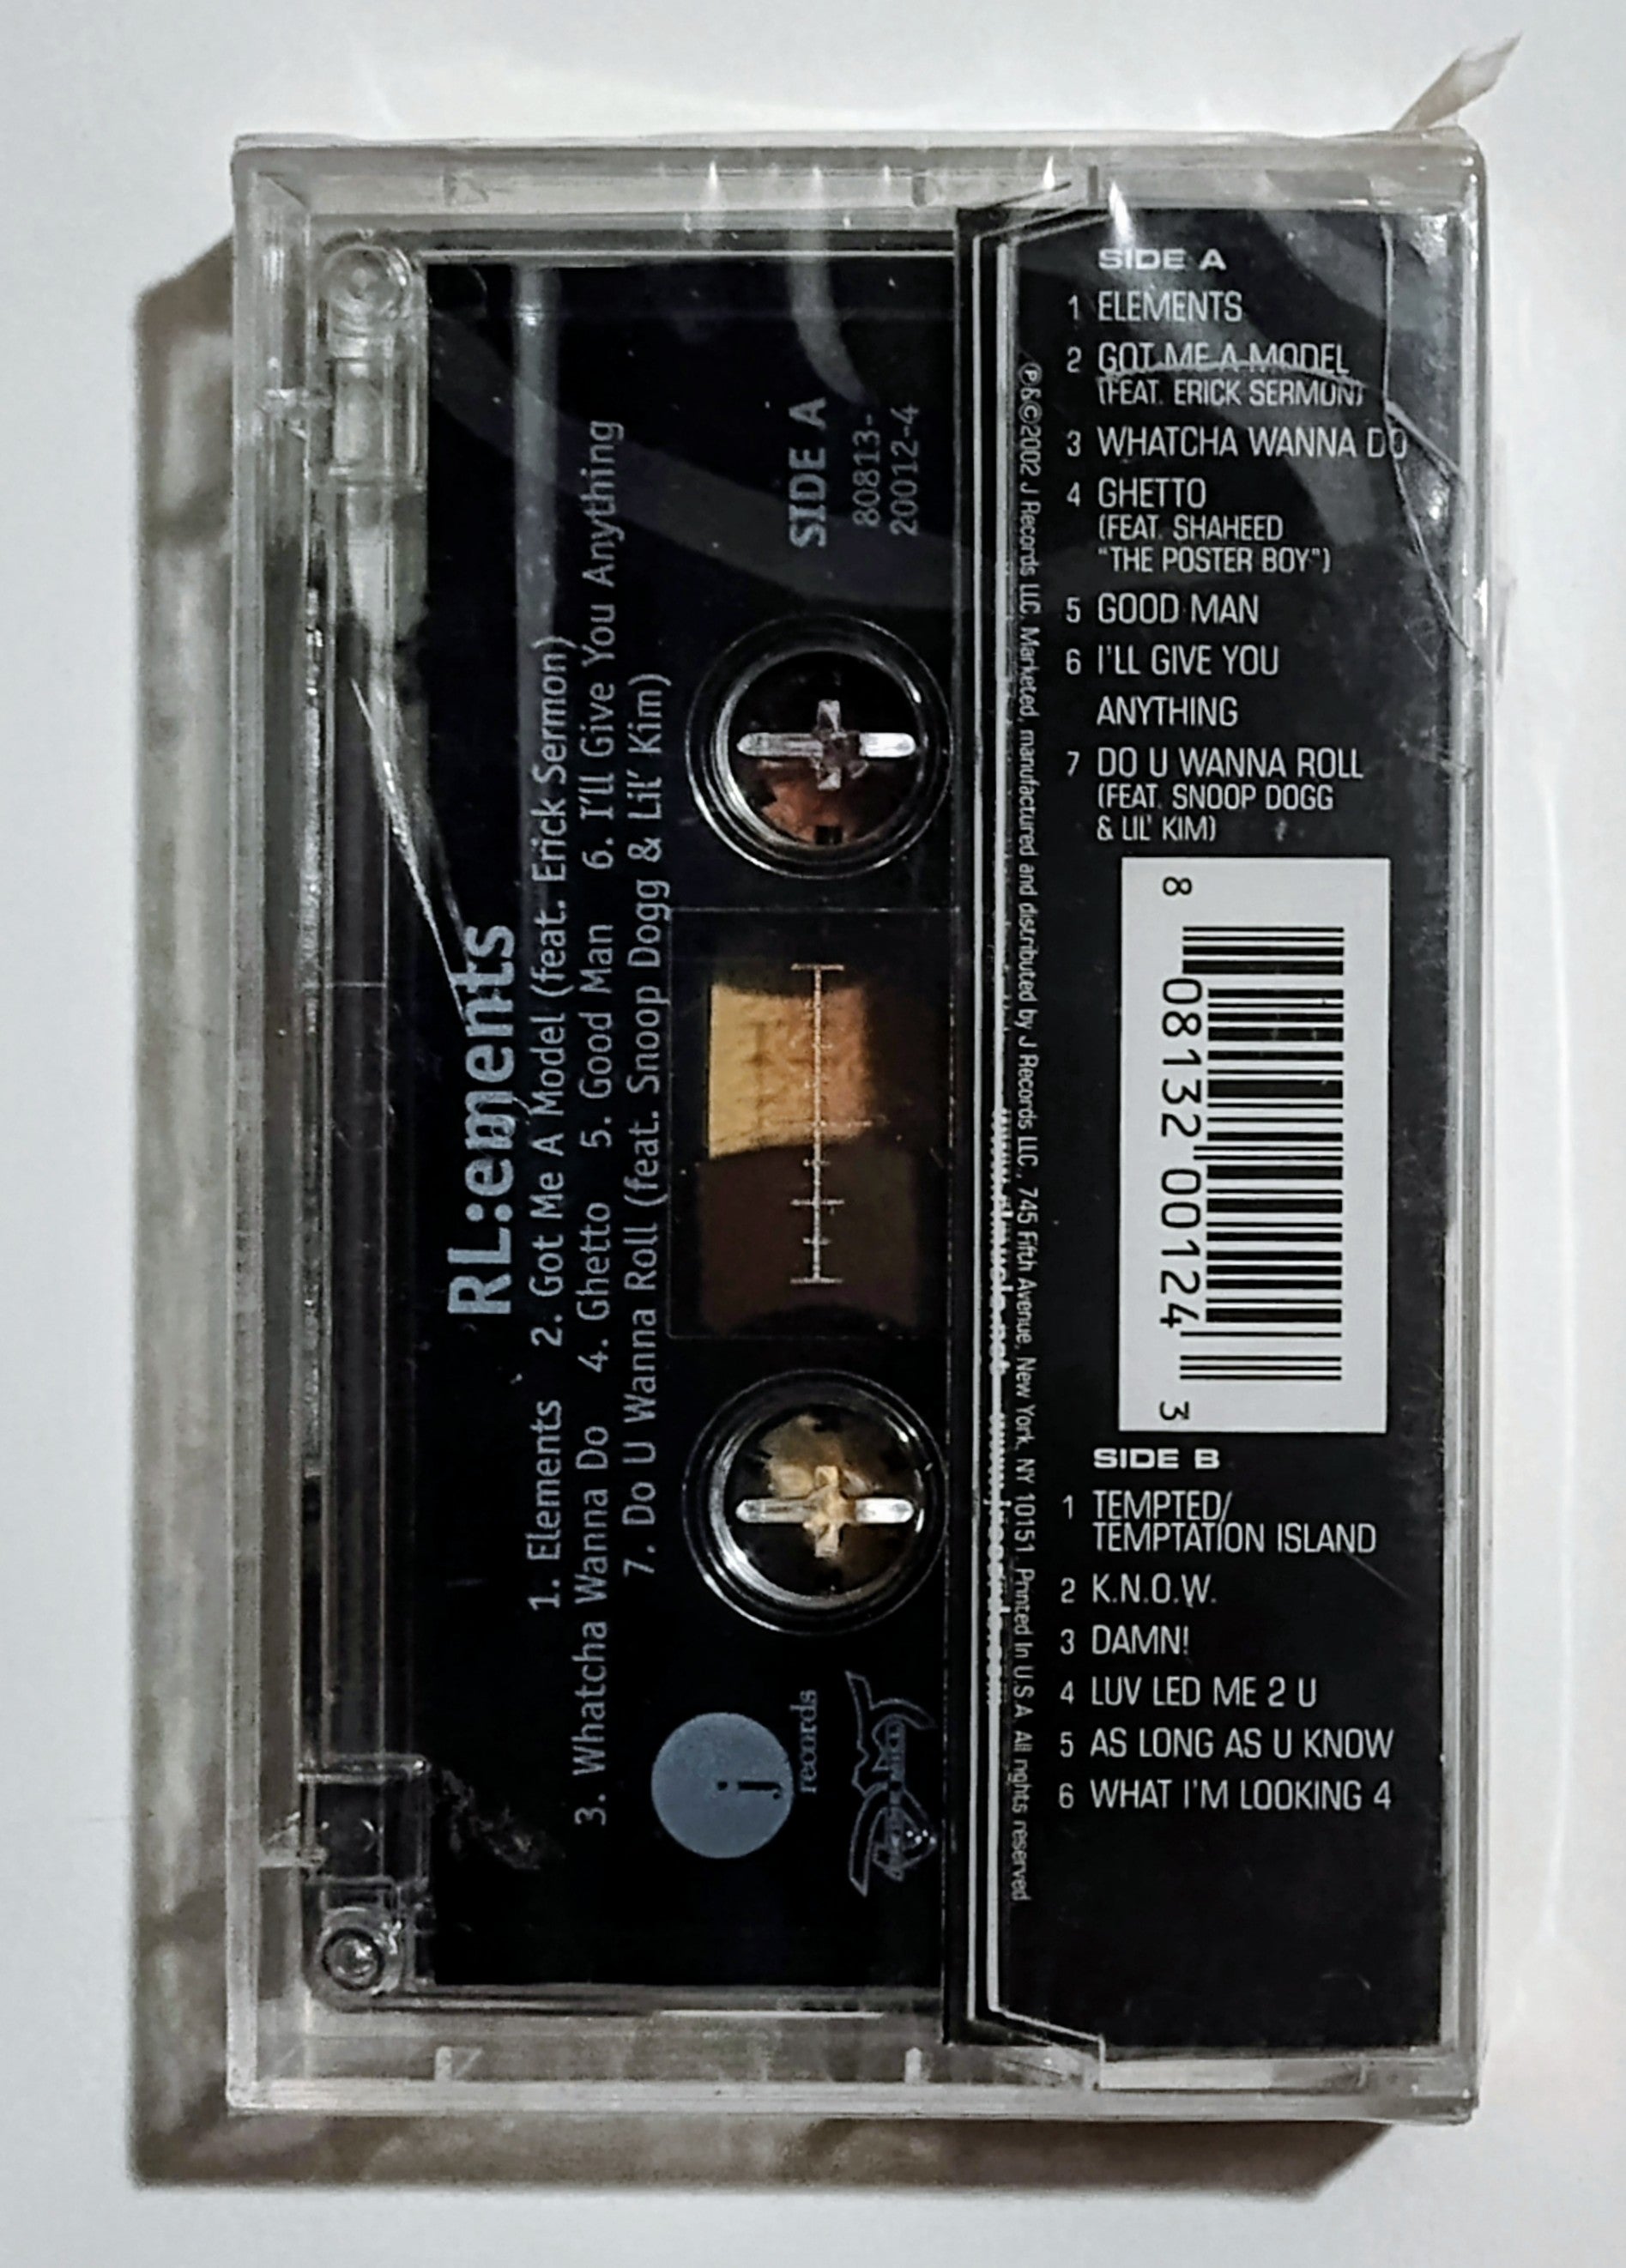 RL:ements
1. Elements 2. Got Me A Model (feat. Erick Sermon)
3. Whatcha Wanna Do 4. Ghetto 5. Good Man 6. I'll Give You Anything
7. Do U Wanna Roll (feat. Snoop Dogg & Lil' Kim)
SIDE A
80813-
20012-4
j
records
SIDE A
1 ELEMENTS
2 GOT ME A MODEL
(FEAT. ERICK SERMON)
3 WHATCHA WANNA DO
4 GHETTO
(FEAT. SHAHEED
"THE POSTER BOY")
5 GOOD MAN
6 I'LL GIVE YOU
ANYTHING
7 DO U WANNA ROLL
(FEAT. SNOOP DOGG
& LIL' KIM)
8 08132 00124 3
SIDE B
1 TEMPTED/
TEMPTATION ISLAND
2 K.N.O.W.
3 DAMN!
4 LUV LED ME 2 U
5 AS LONG AS U KNOW
6 WHAT I'M LOOKING 4
℗&©2002 J Records LLC. Marketed, manufactured and distributed by J Records LLC., 745 Fifth Avenue, New York, NY 10151. Printed In U.S.A. All rights reserved